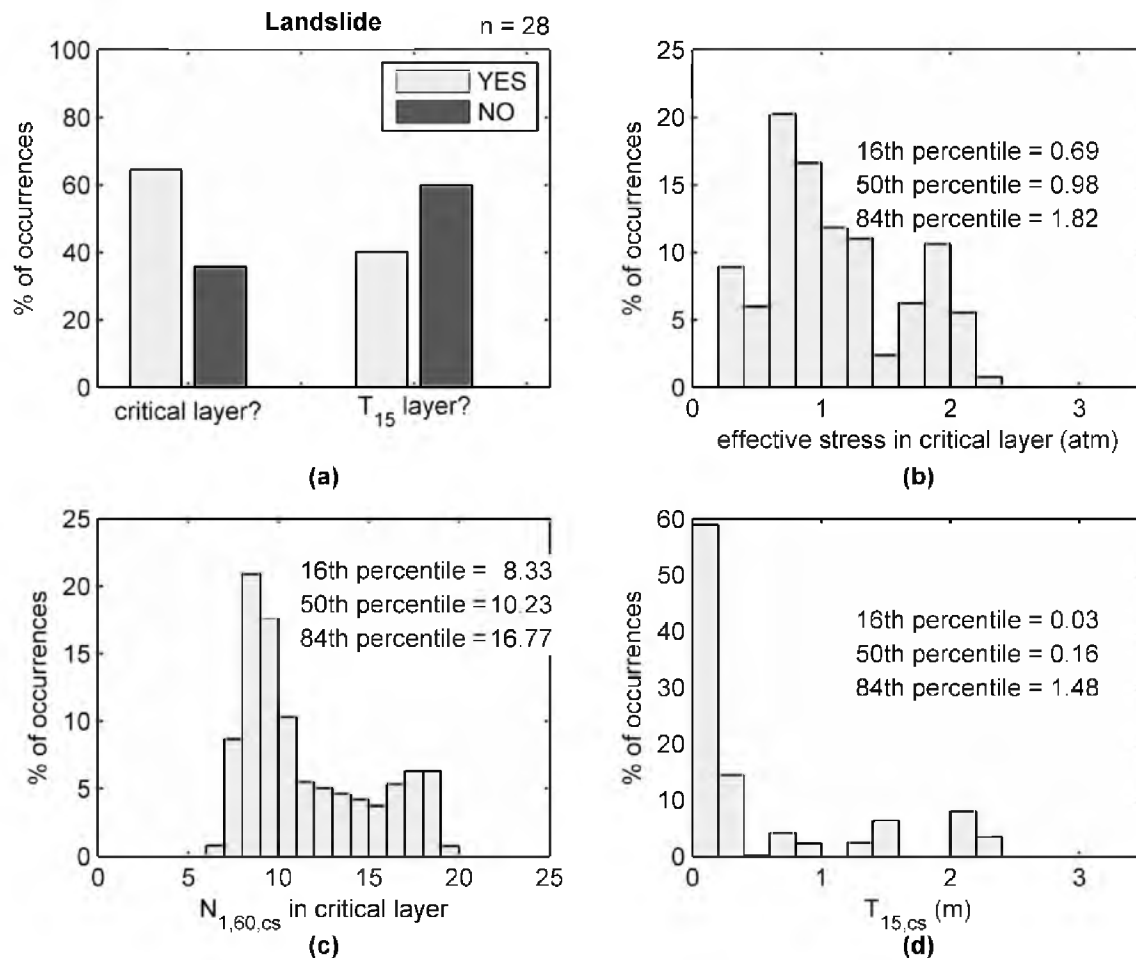 Landslide
n = 28
100
80
60
40
20
0
% of occurrences
YES
NO
critical layer?
T15 layer?
(a)
25
20
15
10
5
0
% of occurrences
16th percentile = 0.69
50th percentile = 0.98
84th percentile = 1.82
0 1 2 3
effective stress in critical layer (atm)
(b)
25
20
15
10
5
0
% of occurrences
16th percentile = 8.33
50th percentile = 10.23
84th percentile = 16.77
0 5 10 15 20 25
N1,60,cs in critical layer
(c)
60
50
40
30
20
10
0
% of occurrences
16th percentile = 0.03
50th percentile = 0.16
84th percentile = 1.48
0 1 2 3
T15,cs (m)
(d)